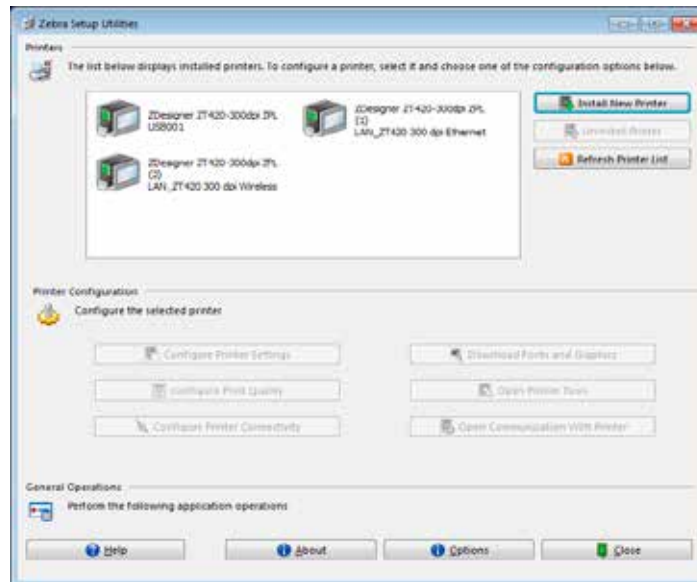 Zebra Setup Utilities
Printers
The list below displays installed printers. To configure a printer, select it and choose one of the configuration options below.
ZDesigner ZT420-300dpi ZPL
USB001
ZDesigner ZT420-300dpi ZPL
(1)
LAN_ZT420 300 dpi Ethernet
ZDesigner ZT420-300dpi ZPL
(2)
LAN_ZT420 300 dpi Wireless
Install New Printer
Uninstall Printer
Refresh Printer List
Printer Configuration
Configure the selected printer
Configure Printer Settings
Download Fonts and Graphics
Configure Print Quality
Open Printer Tools
Configure Printer Connectivity
Open Communication With Printer
General Operations
Perform the following application operations
Help
About
Options
Close